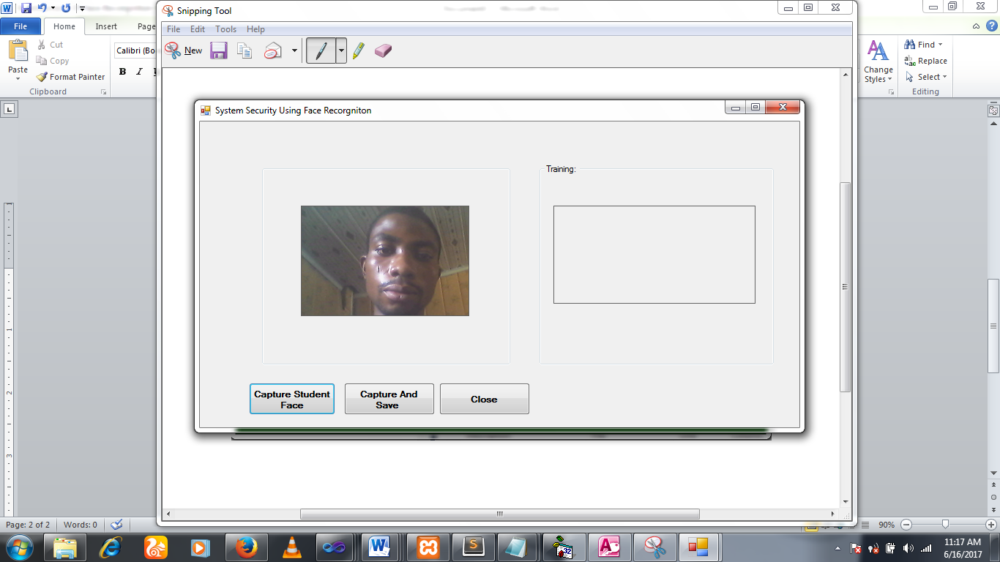 Snipping Tool
File Home Insert Page
File Edit Tools Help
Cut
Copy
Paste
Format Painter
Clipboard
Calibri (Bo
B I U
New
Find
Replace
Select
Change
Styles
Editing
System Security Using Face Recorgniton
Training:
Capture Student
Face
Capture And
Save
Close
Page: 2 of 2 Words: 0
90%
11:17 AM
6/16/2017